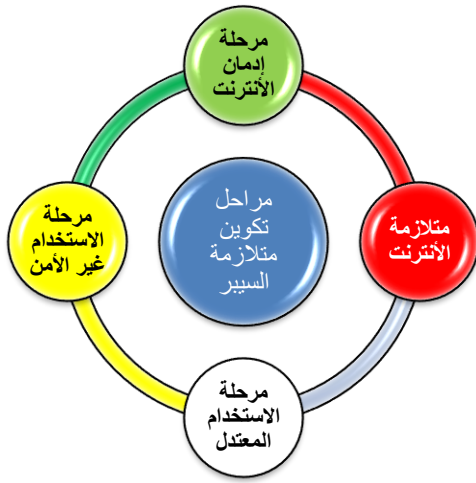 مرحلة
إدمان
الأنترنت
متلازمة
الأنترنت
مراحل
تكوين
متلازمة
السيبر
مرحلة
الاستخدام
غير الأمن
مرحلة
الاستخدام
المعتدل